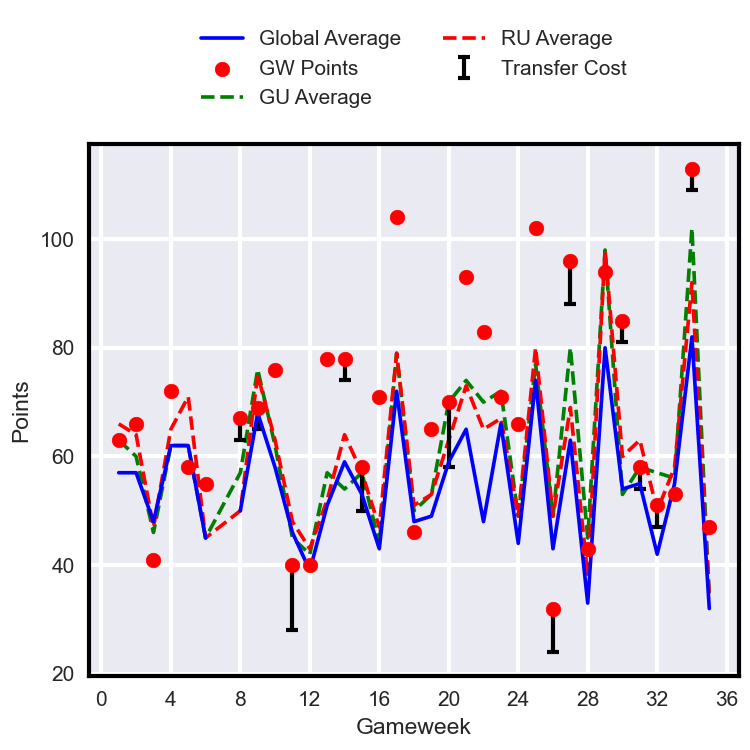 Global Average
GW Points
GU Average
RU Average
Transfer Cost
Points
100
80
60
40
20
0 4 8 12 16 20 24 28 32 36
Gameweek